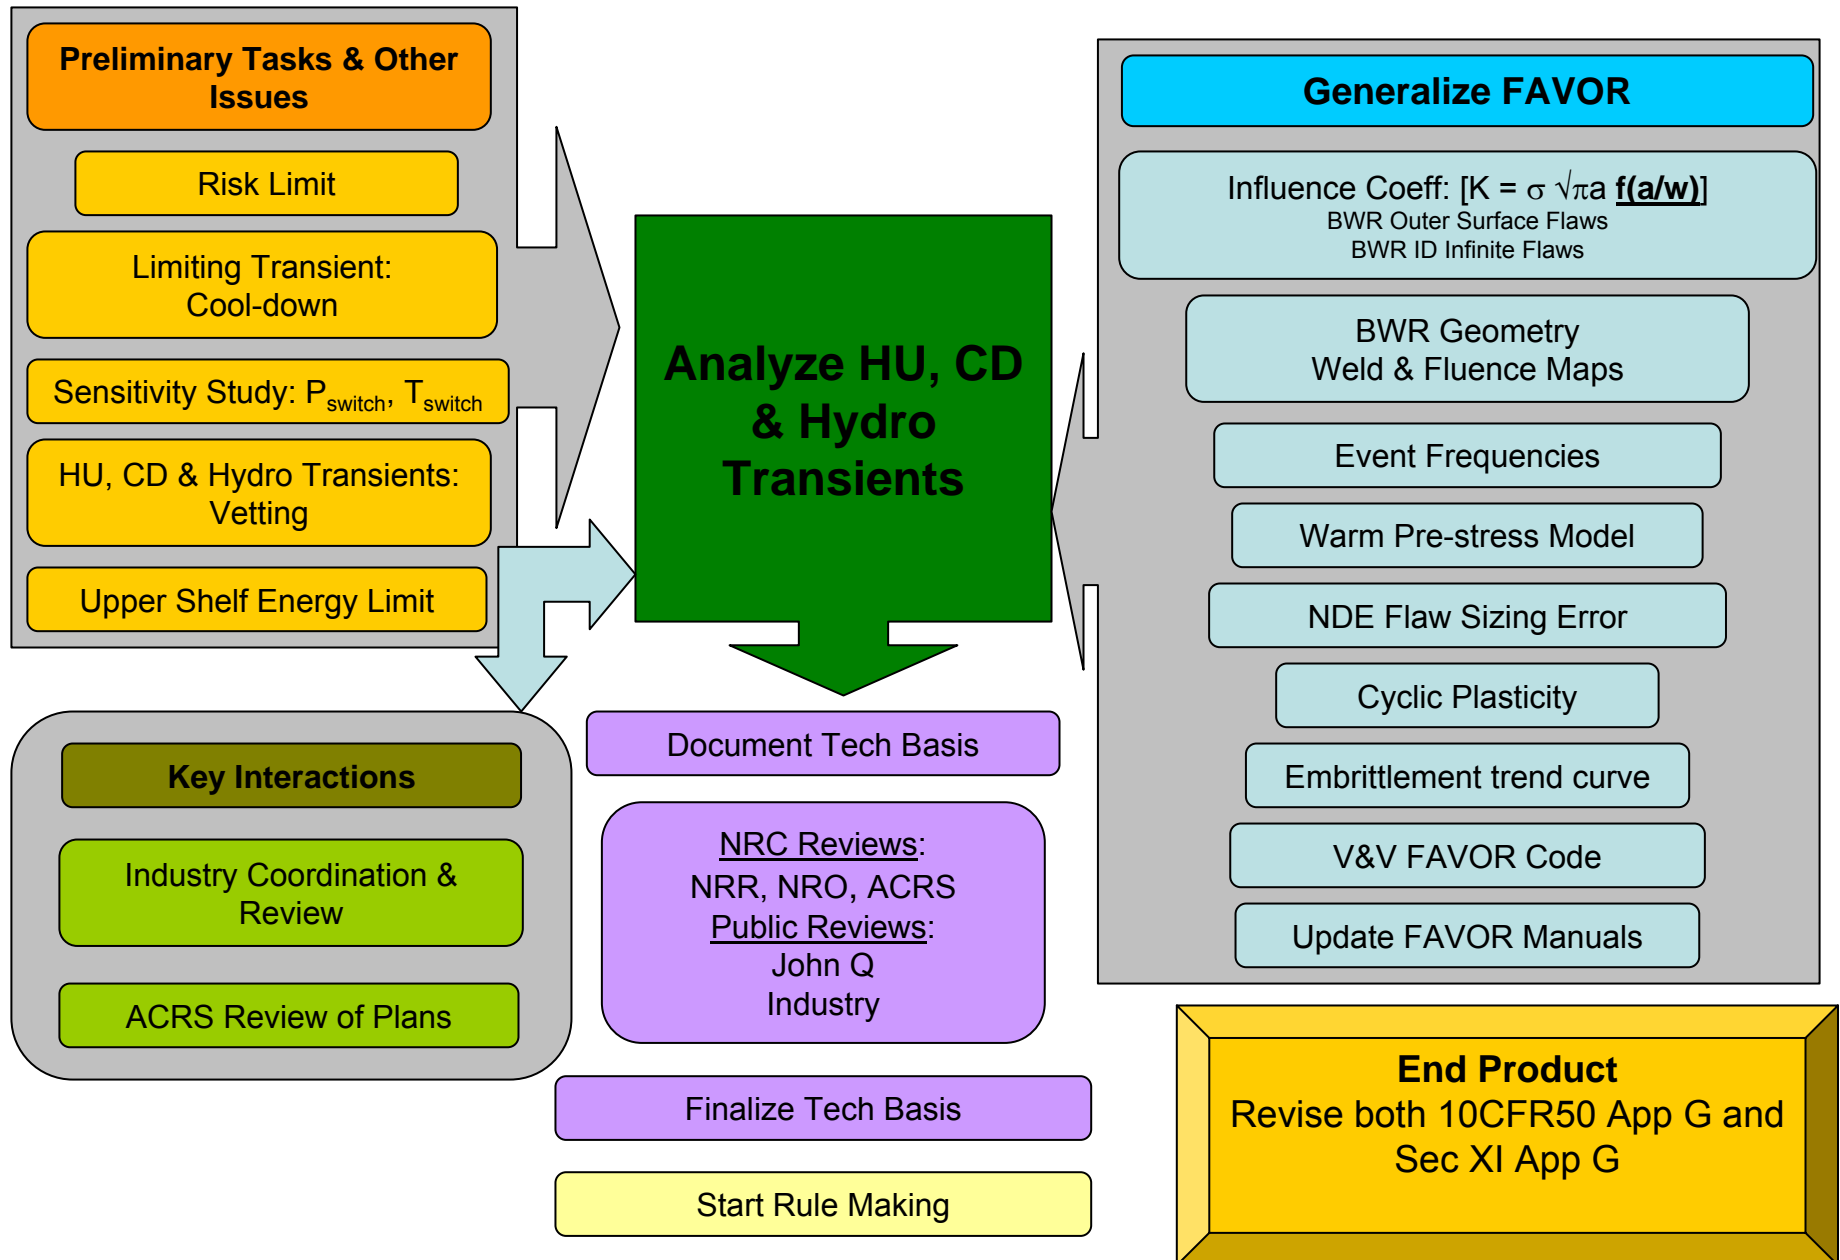 Preliminary Tasks & Other
Issues
Risk Limit
Limiting Transient:
Cool-down
Sensitivity Study: Pswitch, Tswitch
HU, CD & Hydro Transients:
Vetting
Upper Shelf Energy Limit
Key Interactions
Industry Coordination &
Review
ACRS Review of Plans
Analyze HU, CD
& Hydro
Transients
Document Tech Basis
NRC Reviews:
NRR, NRO, ACRS
Public Reviews:
John Q
Industry
Finalize Tech Basis
Start Rule Making
Generalize FAVOR
Influence Coeff: [K = σ √πa f(a/w)]
BWR Outer Surface Flaws
BWR ID Infinite Flaws
BWR Geometry
Weld & Fluence Maps
Event Frequencies
Warm Pre-stress Model
NDE Flaw Sizing Error
Cyclic Plasticity
Embrittlement trend curve
V&V FAVOR Code
Update FAVOR Manuals
End Product
Revise both 10CFR50 App G and
Sec XI App G